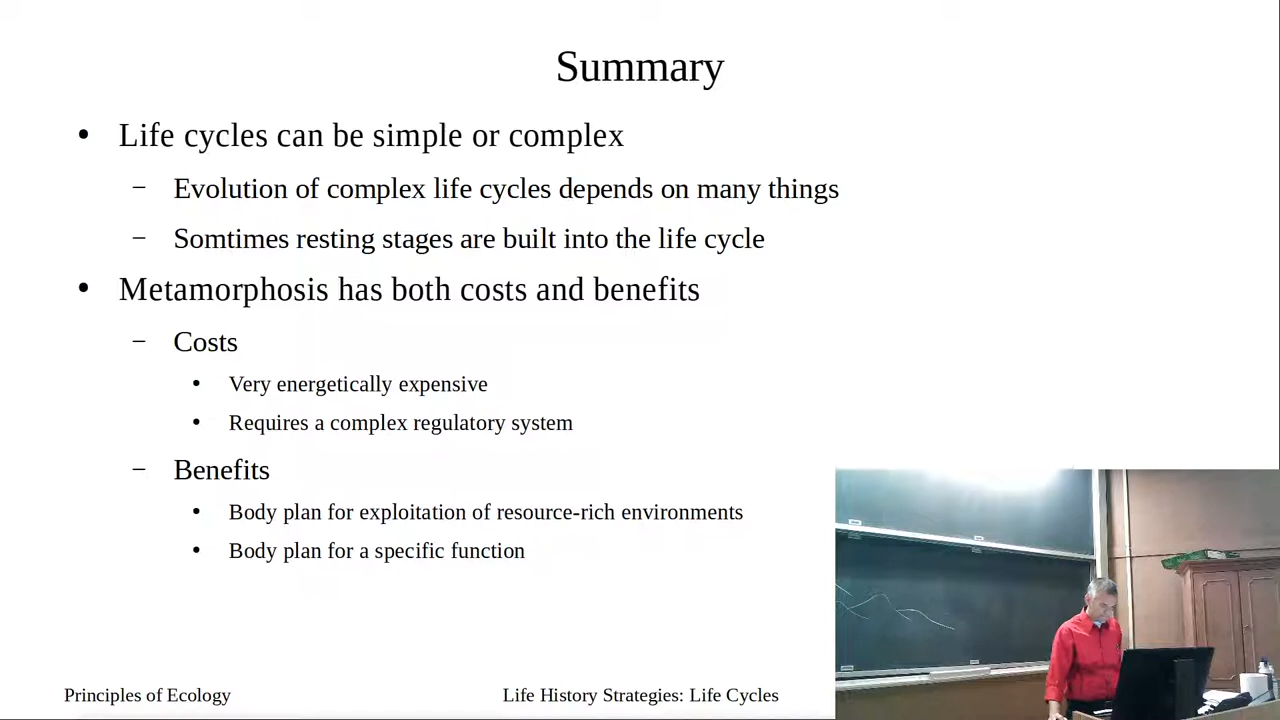 Summary
• Life cycles can be simple or complex
– Evolution of complex life cycles depends on many things
– Somtimes resting stages are built into the life cycle
• Metamorphosis has both costs and benefits
– Costs
• Very energetically expensive
• Requires a complex regulatory system
– Benefits
• Body plan for exploitation of resource-rich environments
• Body plan for a specific function
Principles of Ecology
Life History Strategies: Life Cycles